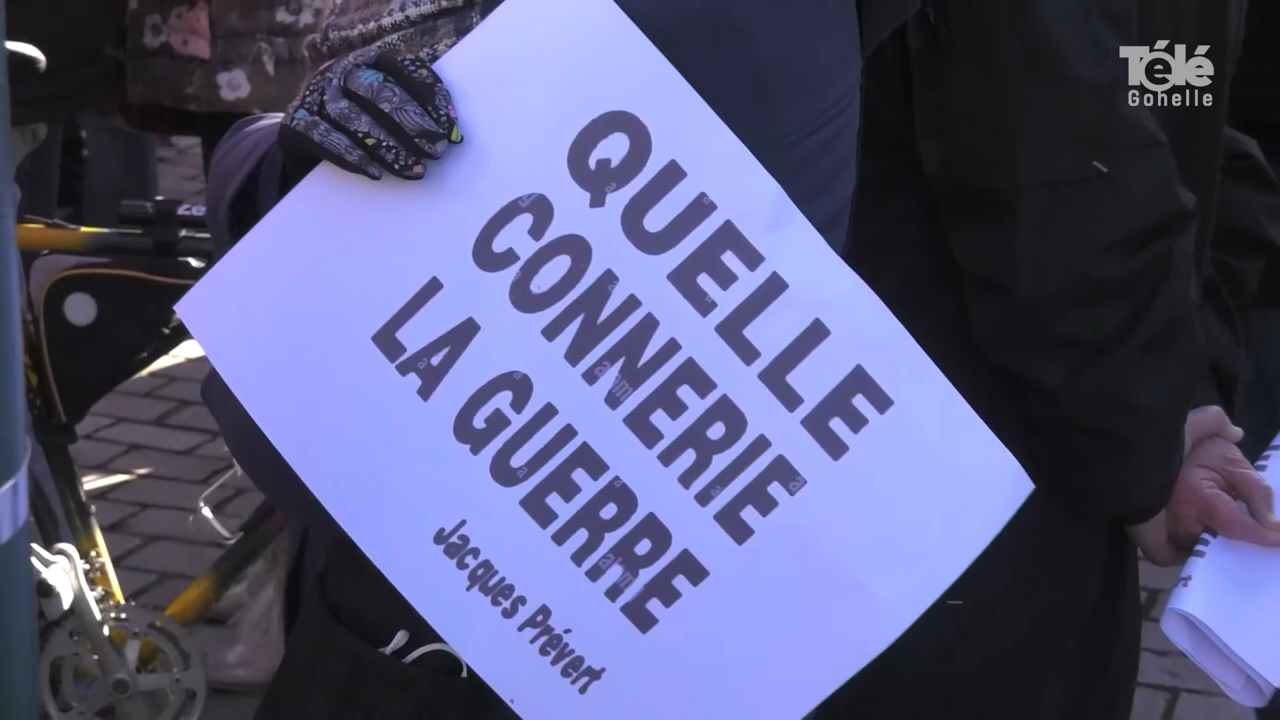 Télé
Gohelle
QUELLE
CONNERIE
LA GUERRE
Jacques Prévert